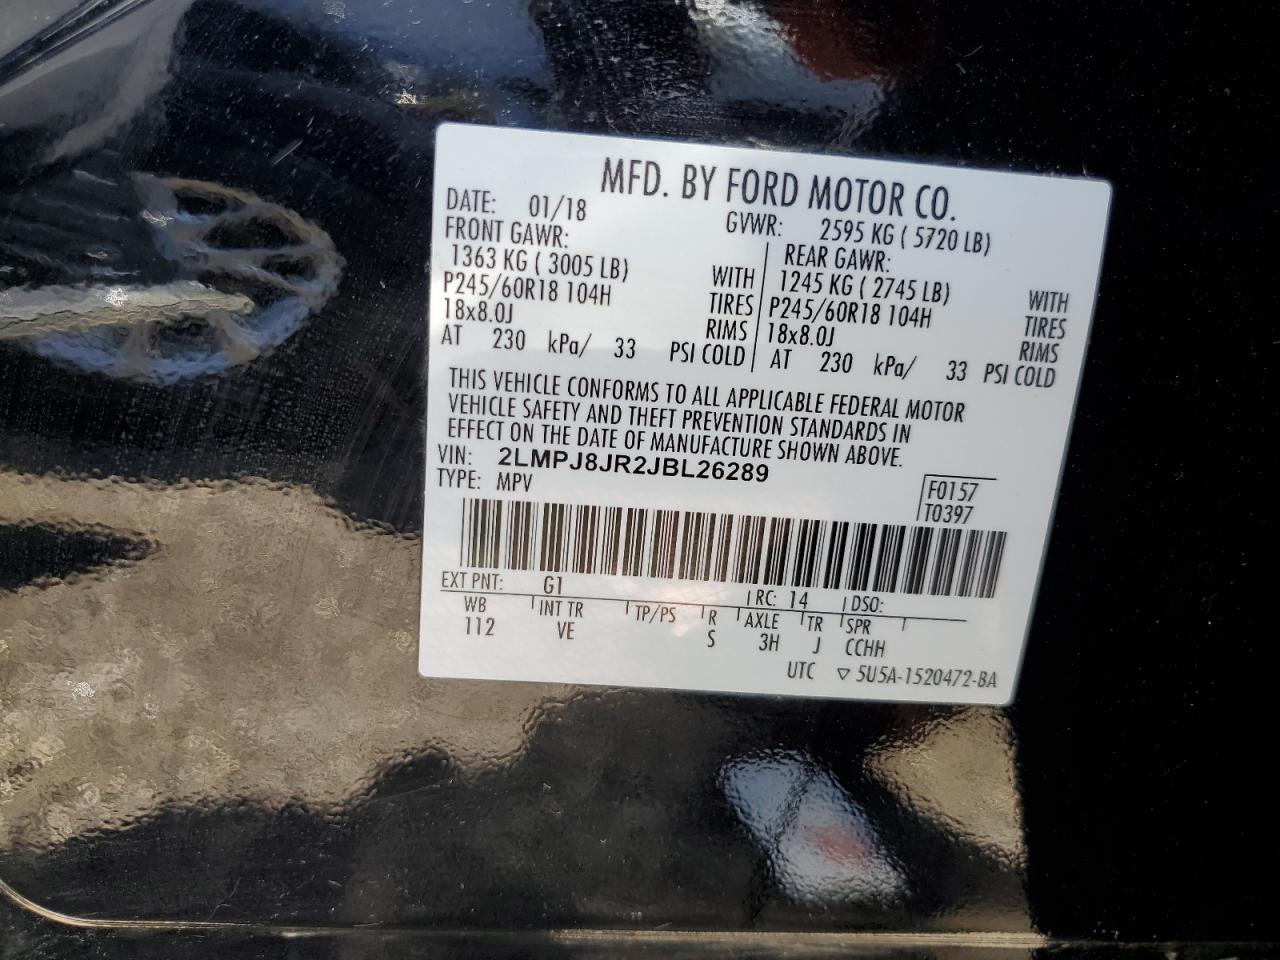 MFD. BY FORD MOTOR CO.
DATE: 01/18 GVWR: 2595 KG ( 5720 LB)
FRONT GAWR: REAR GAWR:
1363 KG ( 3005 LB) WITH 1245 KG ( 2745 LB) WITH
P245/60R18 104H TIRES P245/60R18 104H TIRES
18x8.0J RIMS 18x8.0J RIMS
AT 230 kPa/ 33 PSI COLD AT 230 kPa/ 33 PSI COLD
THIS VEHICLE CONFORMS TO ALL APPLICABLE FEDERAL MOTOR
VEHICLE SAFETY AND THEFT PREVENTION STANDARDS IN
EFFECT ON THE DATE OF MANUFACTURE SHOWN ABOVE.
VIN: 2LMPJ8JR2JBL26289
TYPE: MPV F0157
T0397
EXT PNT: G1 RC: 14 DSO:
WB INT TR TP/PS R AXLE TR SPR
112 VE S 3H J CCHH
UTC ▽ 5U5A-1520472-BA